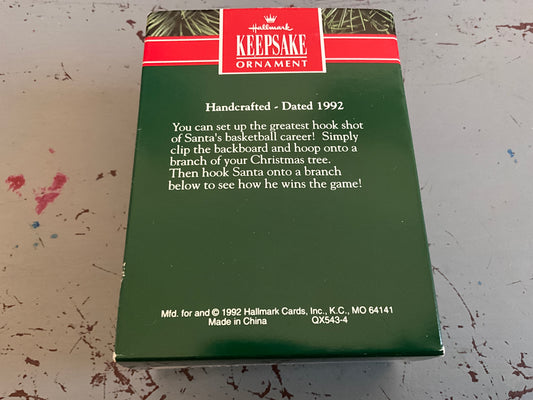 Hallmark
KEEPSAKE
ORNAMENT
Handcrafted - Dated 1992
You can set up the greatest hook shot
of Santa's basketball career! Simply
clip the backboard and hoop onto a
branch of your Christmas tree.
Then hook Santa onto a branch
below to see how he wins the game!
Mfd. for and © 1992 Hallmark Cards, Inc., K.C., MO 64141
Made in China QX543-4